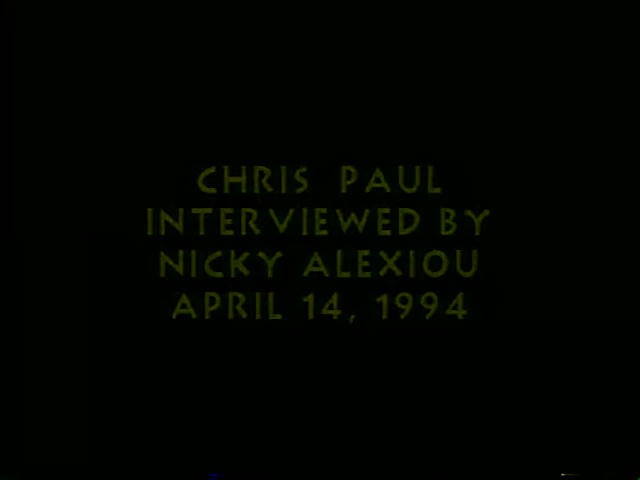 CHRIS PAUL
INTERVIEWED BY
NICKY ALEXIOU
APRIL 14, 1994